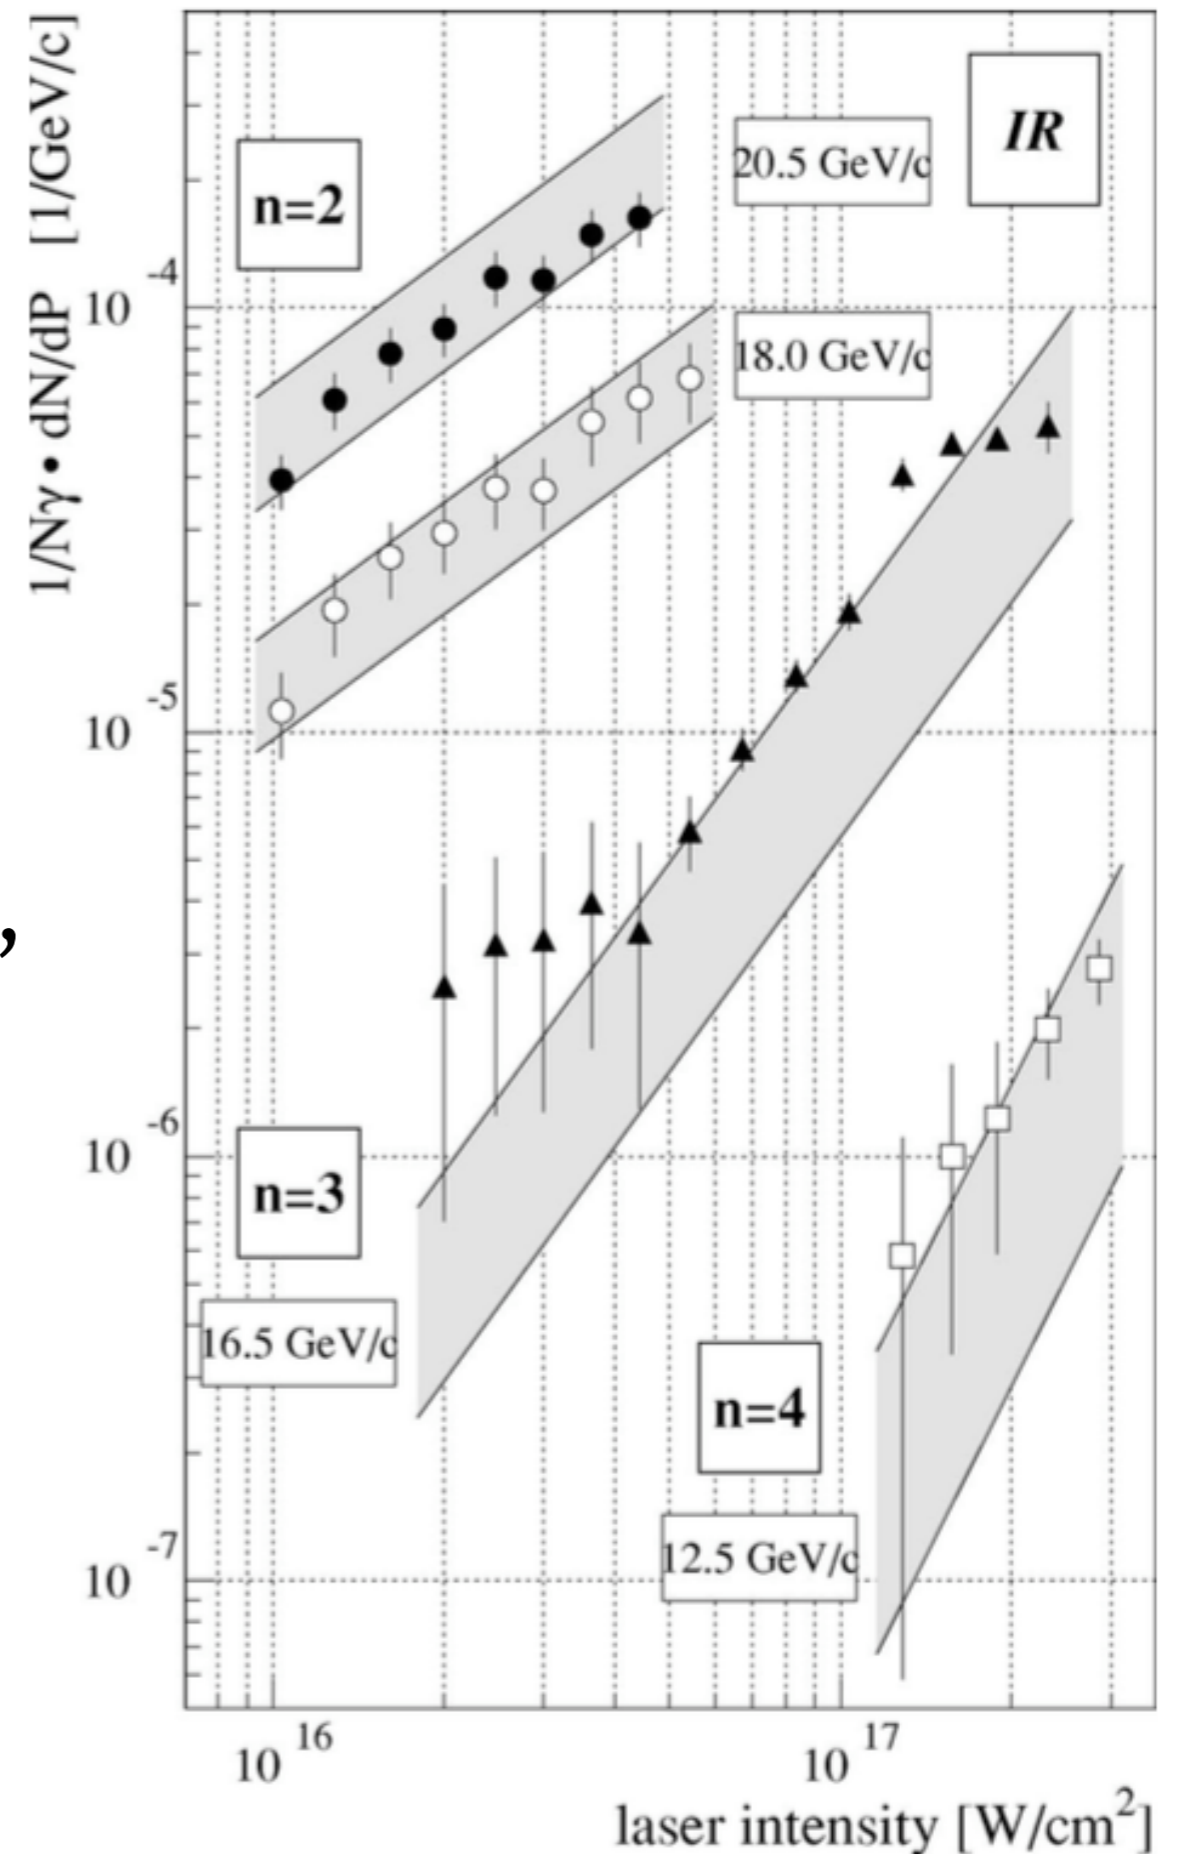 1/Nγ • dN/dP [1/GeV/c]
IR
20.5 GeV/c
n=2
10^-4
18.0 GeV/c
10^-5
,
10^-6
n=3
16.5 GeV/c
n=4
12.5 GeV/c
10^-7
10^16
10^17
laser intensity [W/cm^2]